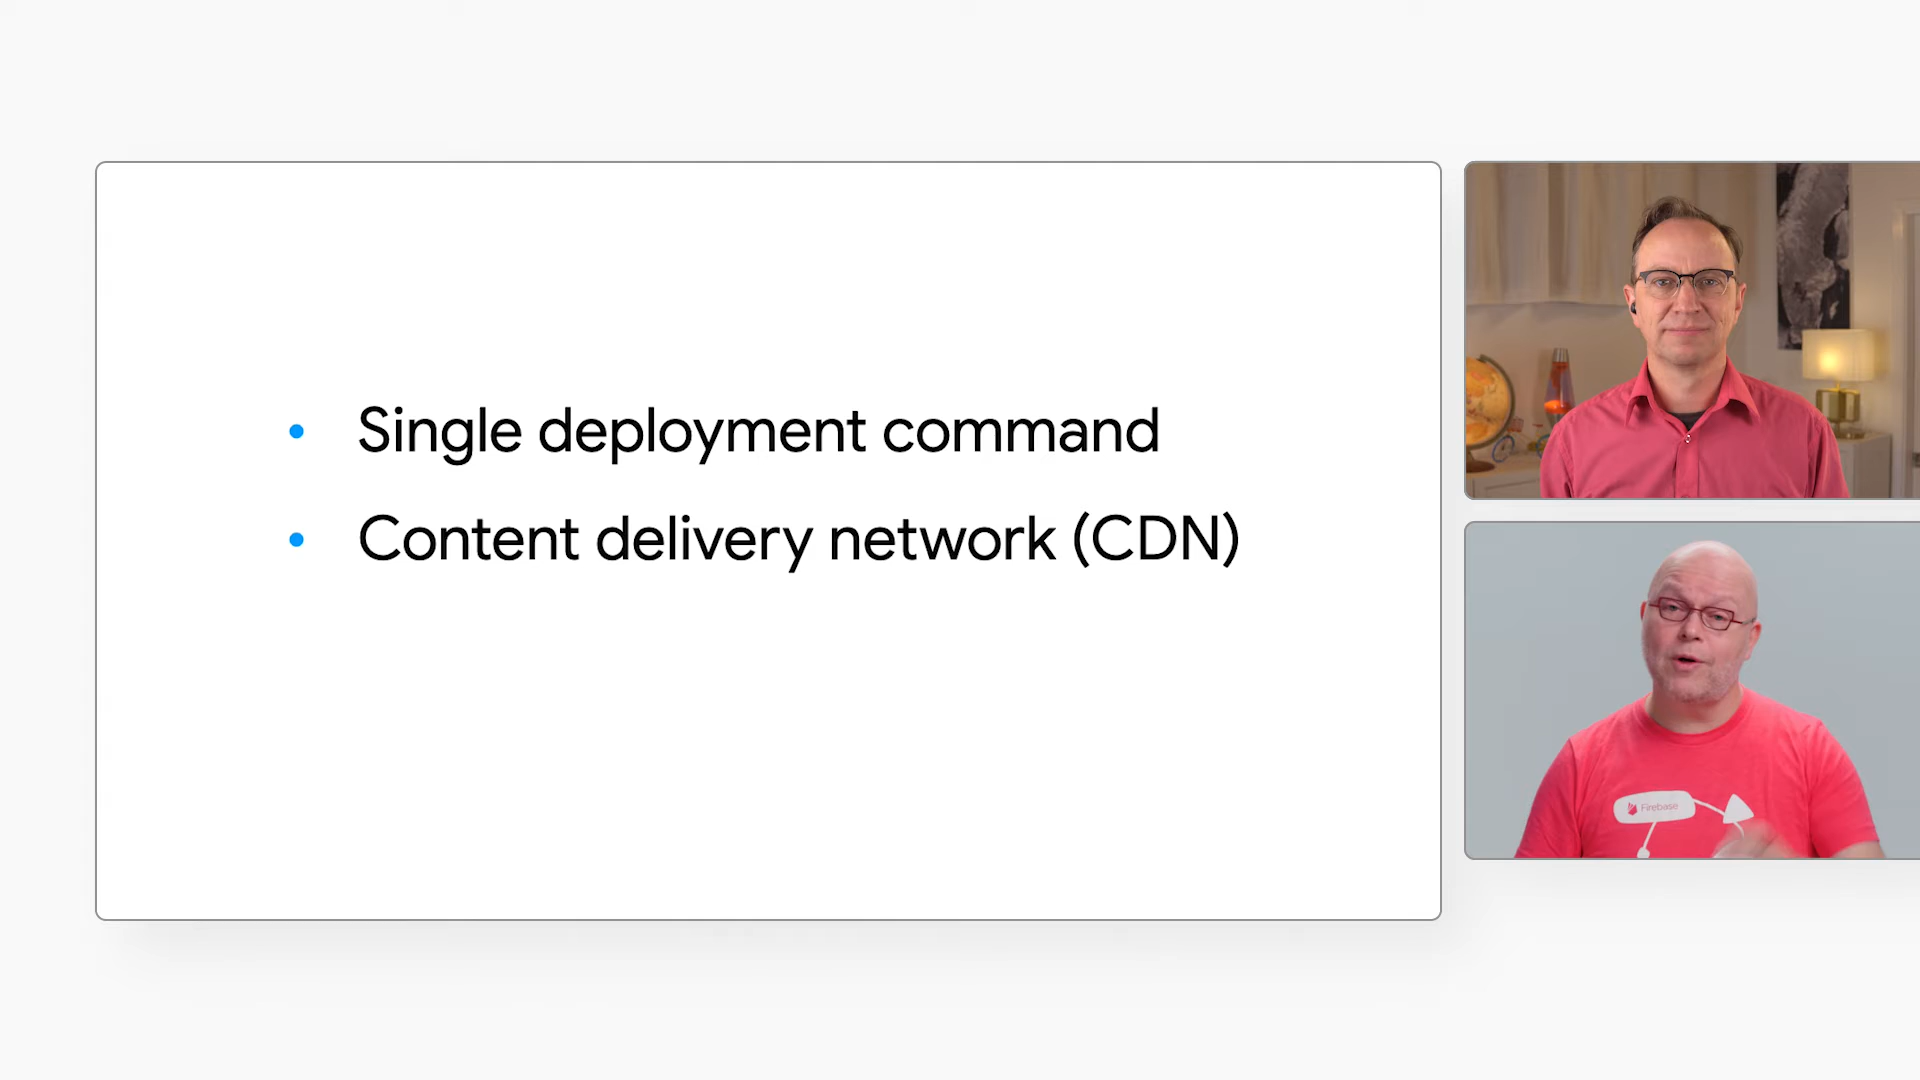 Single deployment command
Content delivery network (CDN)
Firebase